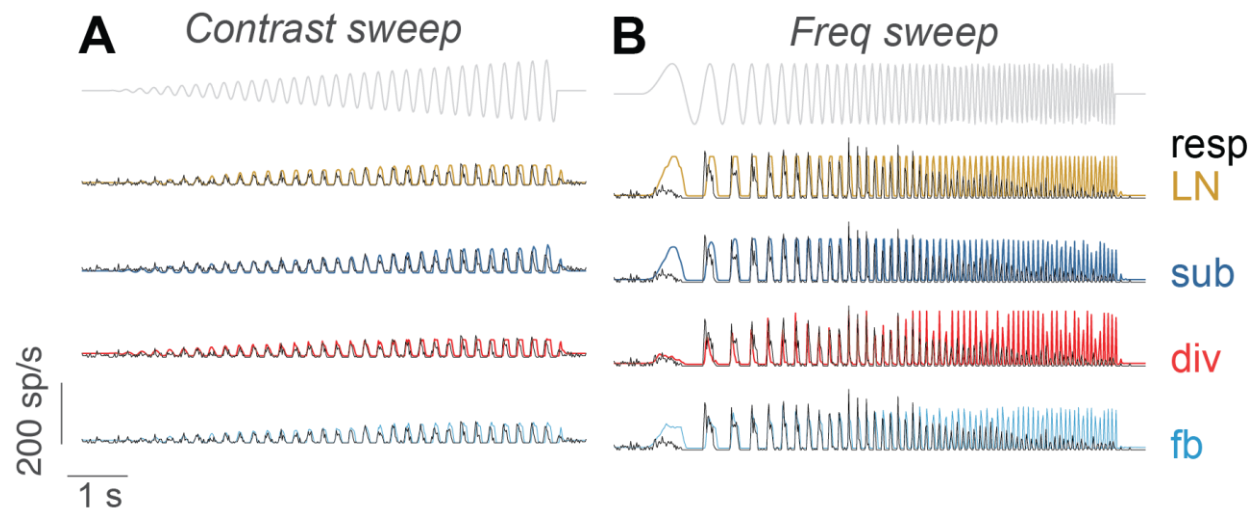 A Contrast sweep
B Freq sweep
resp
LN
sub
div
fb
200 sp/s
1 s